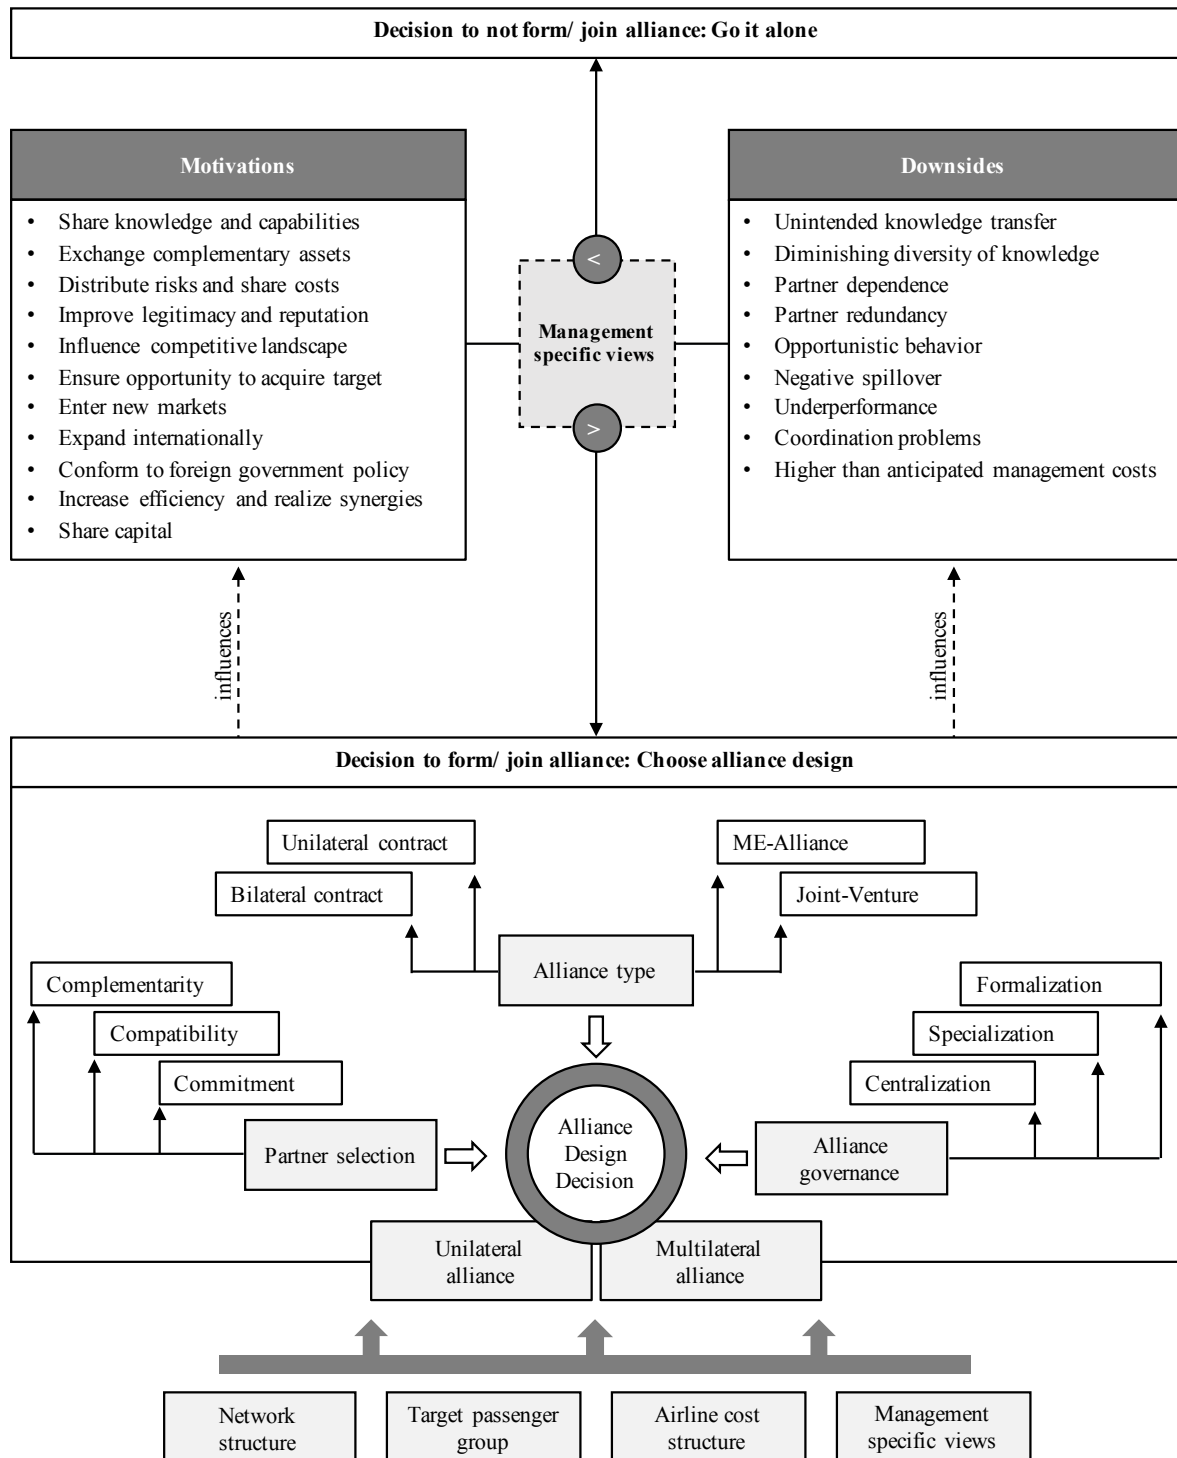 Decision to not form/ join alliance: Go it alone
Motivations
• Share knowledge and capabilities
• Exchange complementary assets
• Distribute risks and share costs
• Improve legitimacy and reputation
• Influence competitive landscape
• Ensure opportunity to acquire target
• Enter new markets
• Expand internationally
• Conform to foreign government policy
• Increase efficiency and realize synergies
• Share capital
<
Management
specific views
>
Downsides
• Unintended knowledge transfer
• Diminishing diversity of knowledge
• Partner dependence
• Partner redundancy
• Opportunistic behavior
• Negative spillover
• Underperformance
• Coordination problems
• Higher than anticipated management costs
influences
influences
Decision to form/ join alliance: Choose alliance design
Unilateral contract
Bilateral contract
ME-Alliance
Joint-Venture
Alliance type
Complementarity
Compatibility
Commitment
Partner selection
Formalization
Specialization
Centralization
Alliance
governance
Alliance
Design
Decision
Unilateral
alliance
Multilateral
alliance
Network
structure
Target passenger
group
Airline cost
structure
Management
specific views